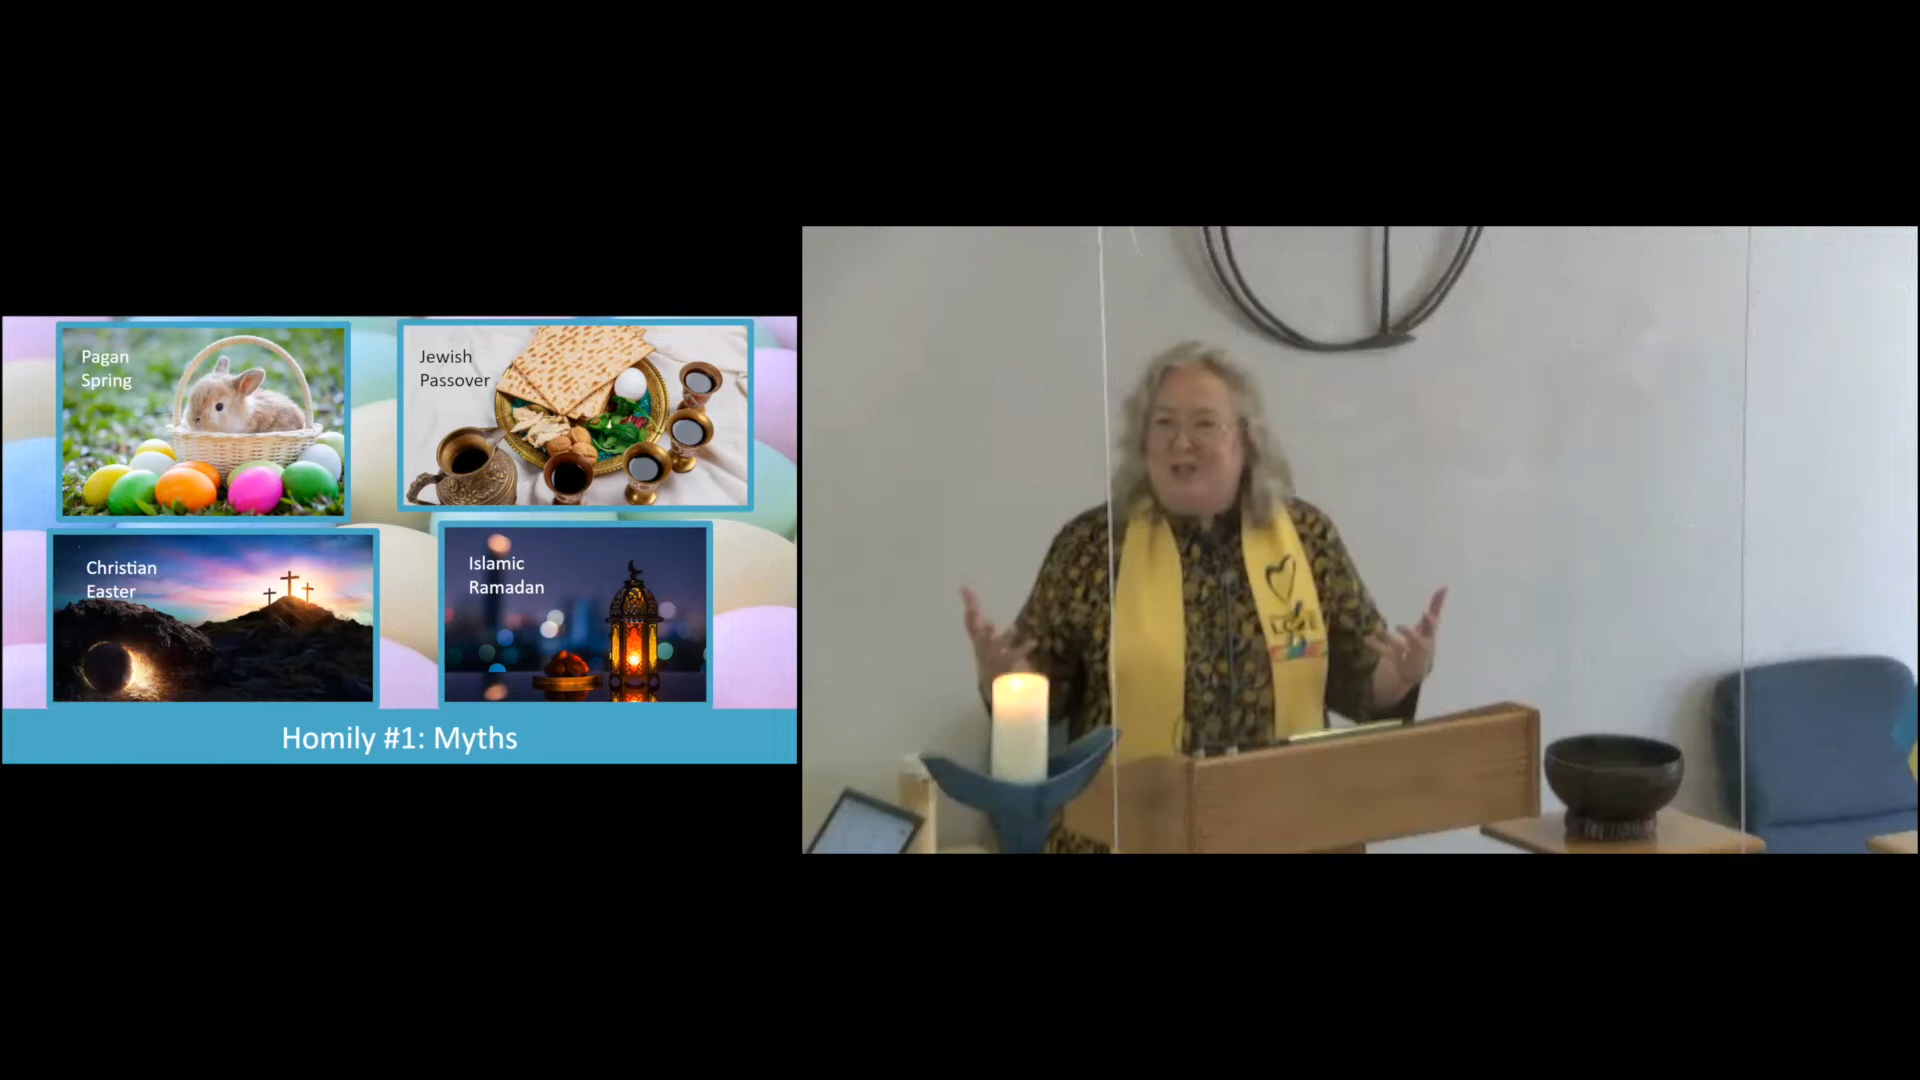 Pagan
Spring
Jewish
Passover
Christian
Easter
Islamic
Ramadan
Homily #1: Myths